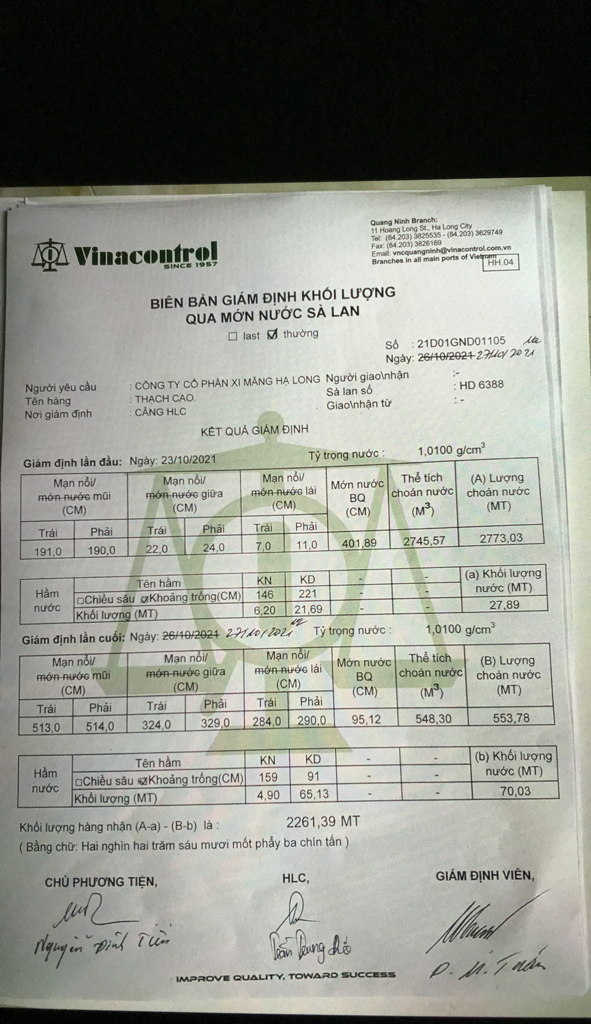 Vinacontrol
SINCE 1957
Quang Ninh Branch:
11 Hoang Long St., Ha Long City
Tel: (84.203) 3825535 - (84.203) 3629749
Fax: (84.203) 3826169
Email: vncquangninh@vinacontrol.com.vn
Branches in all main ports of Vietnam
HH.04
BIÊN BẢN GIÁM ĐỊNH KHỐI LƯỢNG
QUA MỚN NƯỚC SÀ LAN
☐ last ☑ thường
Số : 21D01GND01105
Ngày: 26/10/2021 27/10/2021
Người yêu cầu : CÔNG TY CỔ PHẦN XI MĂNG HẠ LONG Người giao\nhận :-
Tên hàng : THẠCH CAO. Sà lan số : HD 6388
Nơi giám định : CẢNG HLC Giao\nhận từ : -
KẾT QUẢ GIÁM ĐỊNH
Giám định lần đầu: Ngày: 23/10/2021 Tỷ trọng nước : 1,0100 g/cm³
Mạn nổi/ Mạn nổi/ Mạn nổi/ Mớn nước Thể tích (A) Lượng
món nước mũi món nước giữa món nước lái BQ choán nước choán nước
(CM) (CM) (CM) (CM) (M³) (MT)
Trái Phải Trái Phải Trái Phải
191,0 190,0 22,0 24,0 7,0 11,0 401,89 2745,57 2773,03
Hầm nước Tên hầm KN KD - - (a) Khối lượng nước (MT)
☐Chiều sâu ☑Khoảng trống(CM) 146 221 - -
Khối lượng (MT) 6,20 21,69 - - 27,89
Giám định lần cuối: Ngày: 26/10/2021 27/10/2021 Tỷ trọng nước : 1,0100 g/cm³
Mạn nổi/ Mạn nổi/ Mạn nổi/ Mớn nước Thể tích (B) Lượng
món nước mũi món nước giữa món nước lái BQ choán nước choán nước
(CM) (CM) (CM) (CM) (M³) (MT)
Trái Phải Trái Phải Trái Phải
513,0 514,0 324,0 329,0 284,0 290,0 95,12 548,30 553,78
Hầm nước Tên hầm KN KD - - (b) Khối lượng nước (MT)
☐Chiều sâu ☑Khoảng trống(CM) 159 91 - -
Khối lượng (MT) 4,90 65,13 - - 70,03
Khối lượng hàng nhận (A-a) - (B-b) là : 2261,39 MT
( Bằng chữ: Hai nghìn hai trăm sáu mươi mốt phẩy ba chín tấn )
CHỦ PHƯƠNG TIỆN, HLC, GIÁM ĐỊNH VIÊN,
Nguyễn Đình Tiến Trần Trung Đ. M. Tuấn
IMPROVE QUALITY, TOWARD SUCCESS